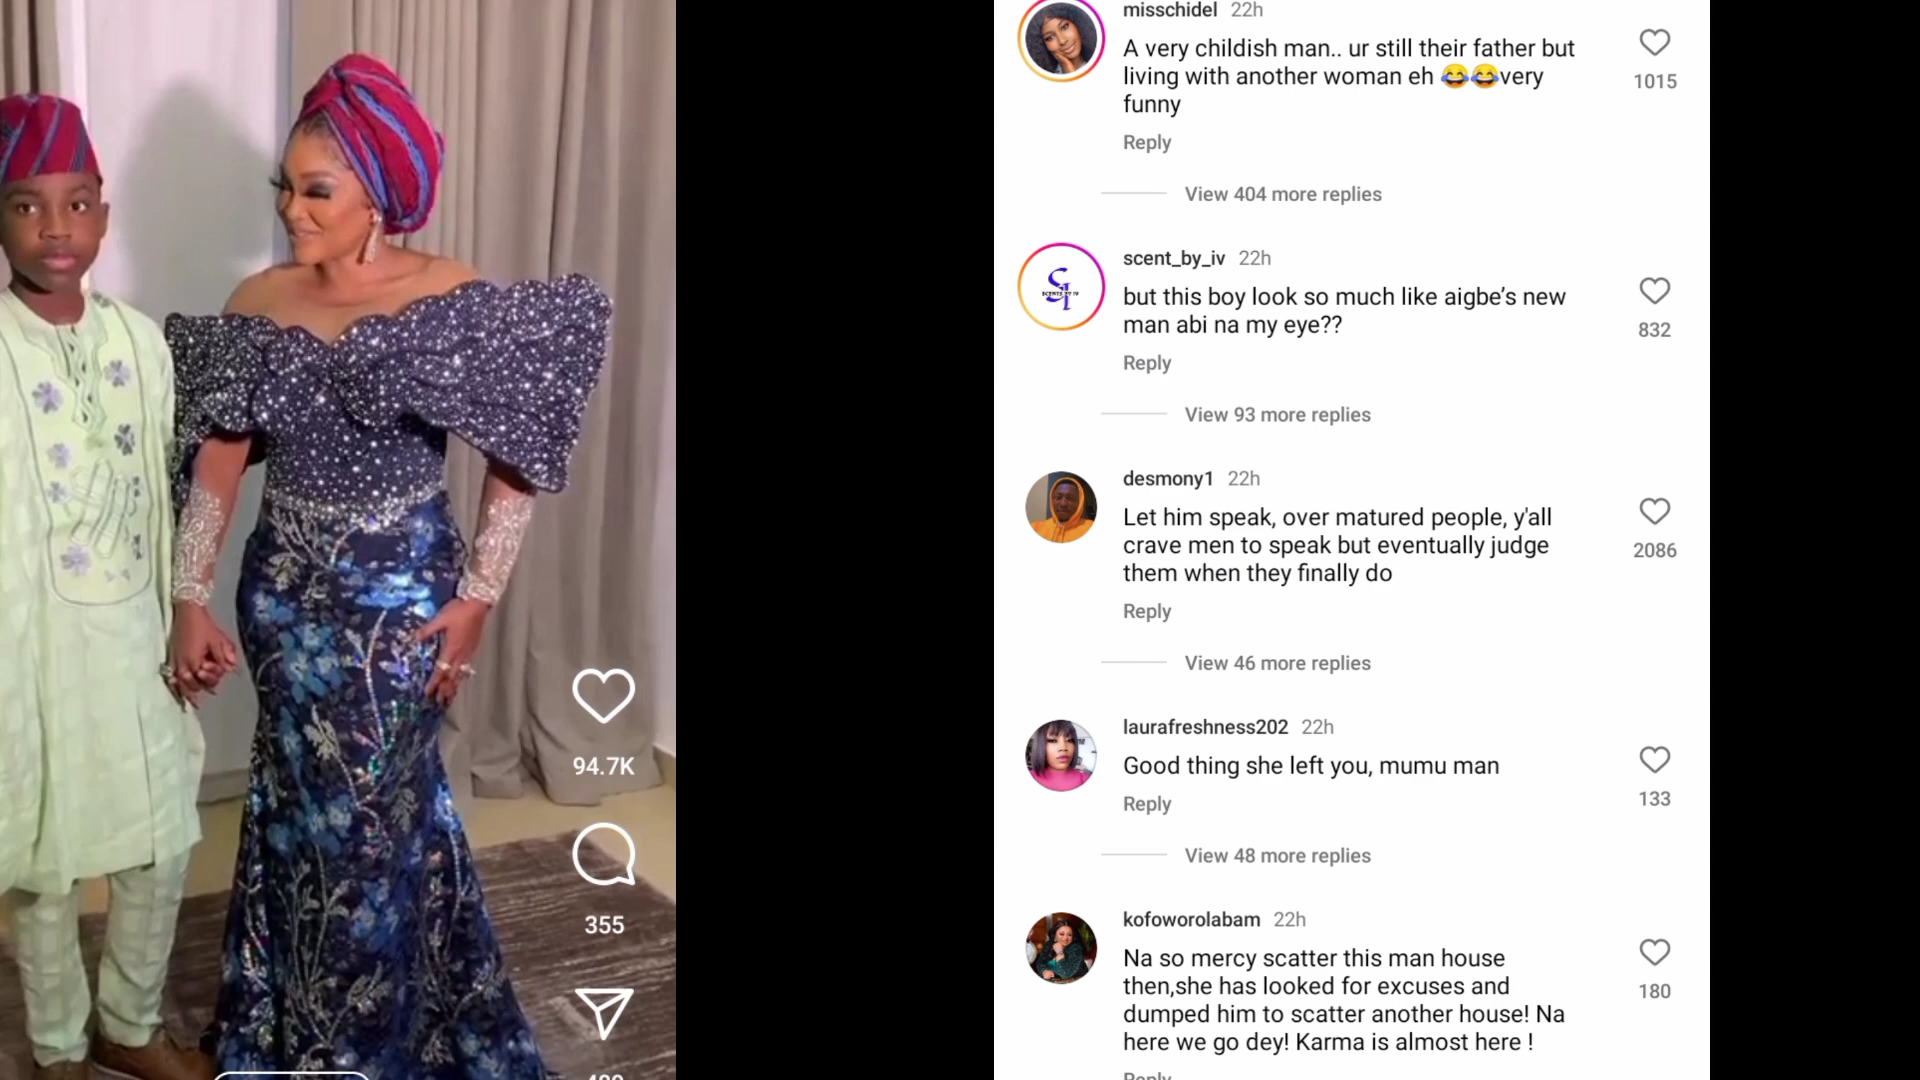 94.7K
355
misschidel 22h
A very childish man.. ur still their father but
living with another woman eh 😂😂very
funny
1015
Reply
View 404 more replies
scent_by_iv 22h
but this boy look so much like aigbe’s new
man abi na my eye??
832
Reply
View 93 more replies
desmony1 22h
Let him speak, over matured people, y'all
crave men to speak but eventually judge
them when they finally do
2086
Reply
View 46 more replies
laurafreshness202 22h
Good thing she left you, mumu man
133
Reply
View 48 more replies
kofoworolabam 22h
Na so mercy scatter this man house
then,she has looked for excuses and
dumped him to scatter another house! Na
here we go dey! Karma is almost here !
180
Reply